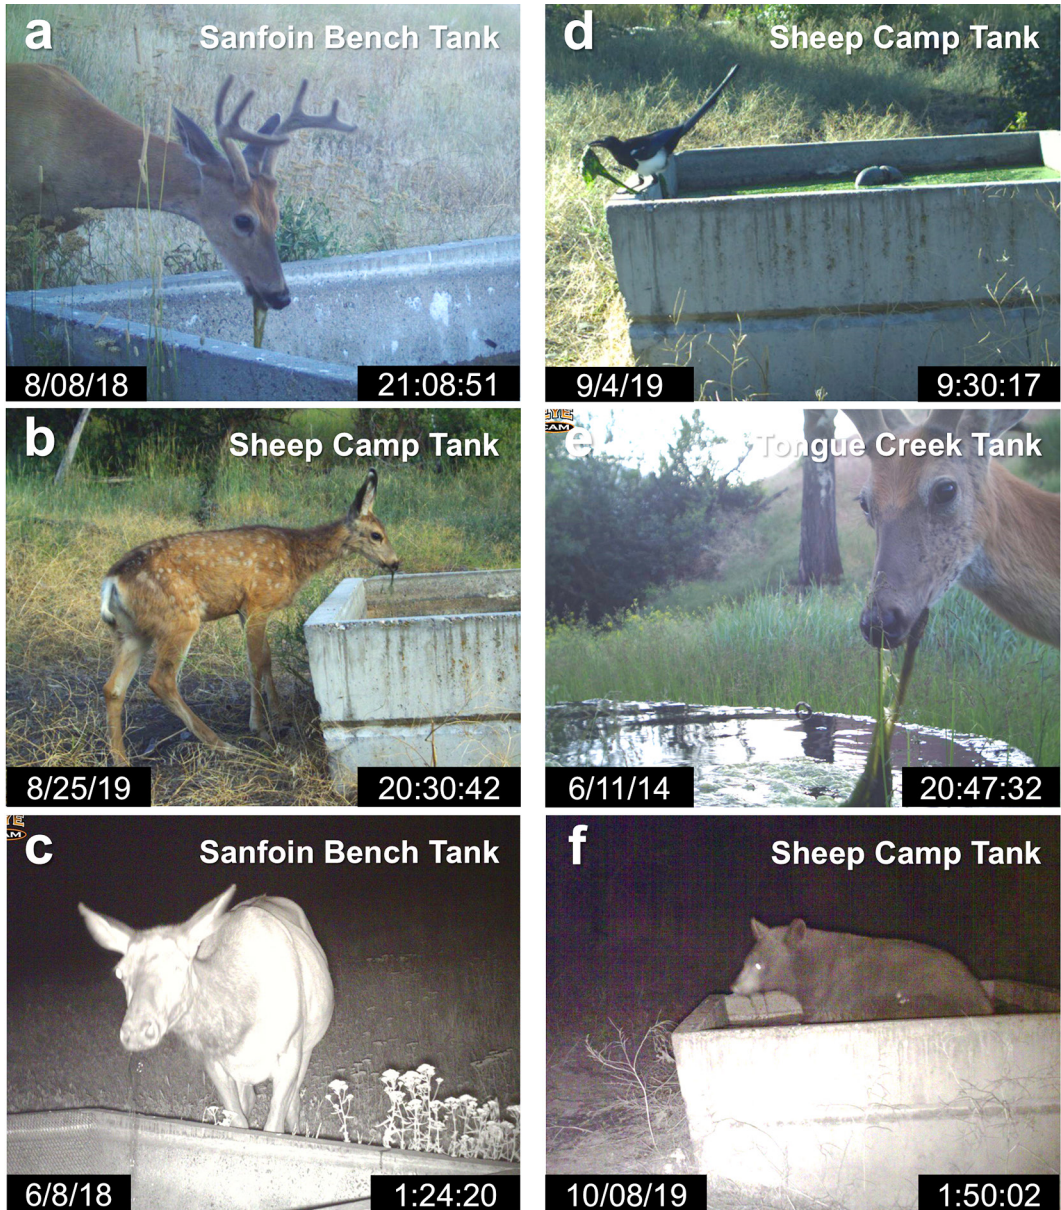 a
Sanfoin Bench Tank
8/08/18
21:08:51
b
Sheep Camp Tank
8/25/19
20:30:42
c
Sanfoin Bench Tank
6/8/18
1:24:20
d
Sheep Camp Tank
9/4/19
9:30:17
EYE
CAM
e
Tongue Creek Tank
6/11/14
20:47:32
f
Sheep Camp Tank
10/08/19
1:50:02